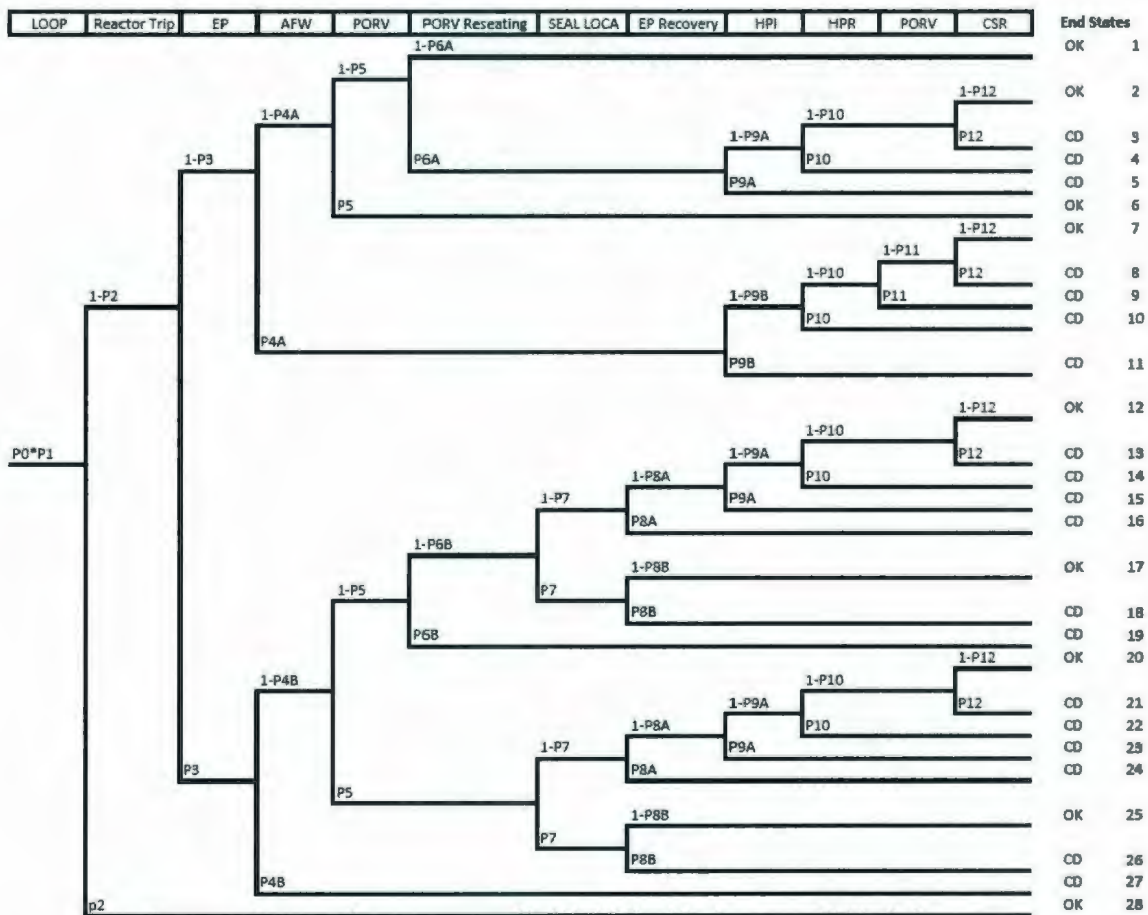 LOOP Reactor Trip EP AFW PORV PORV Reseating SEAL LOCA EP Recovery HPI HPR PORV CSR End States
1-P6A OK 1
1-P5
1-P12 OK 2
1-P4A 1-P10
1-P9A P12 CD 3
1-P3 P6A P10 CD 4
P9A CD 5
P5 OK 6
1-P12 OK 7
1-P11
1-P10 P12 CD 8
1-P2 1-P9B P11 CD 9
P10 CD 10
P4A
P9B CD 11
1-P12 OK 12
1-P10
P0*P1 1-P9A P12 CD 13
1-P8A P10 CD 14
1-P7 P9A CD 15
P8A CD 16
1-P6B
1-P8B OK 17
1-P5 P7
P8B CD 18
P6B CD 19
1-P12 OK 20
1-P4B 1-P10
1-P9A P12 CD 21
1-P8A P10 CD 22
1-P7 P9A CD 23
P3 P8A CD 24
P5
1-P8B OK 25
P7
P8B CD 26
P4B CD 27
p2 OK 28